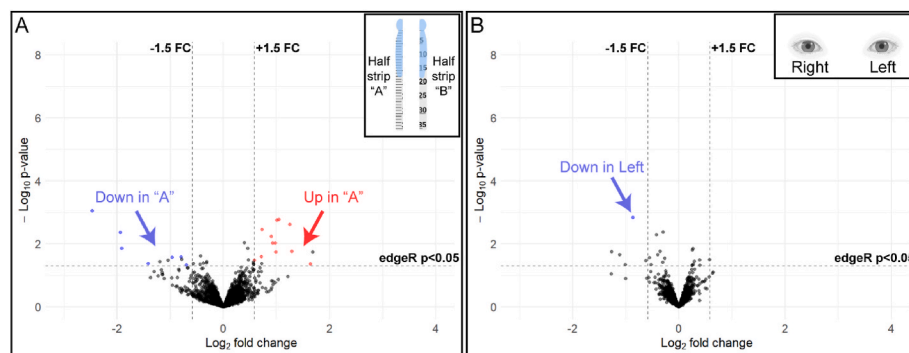 A
-1.5 FC
+1.5 FC
Half
strip
“A”
Half
strip
“B”
5
10
15
20
25
30
35
Down in “A”
Up in “A”
edgeR p<0.05
8
6
4
2
0
− Log10 p-value
-2
0
2
4
Log2 fold change
B
-1.5 FC
+1.5 FC
Right
Left
Down in Left
edgeR p<0.05
8
6
4
2
0
− Log10 p-value
-2
0
2
4
Log2 fold change